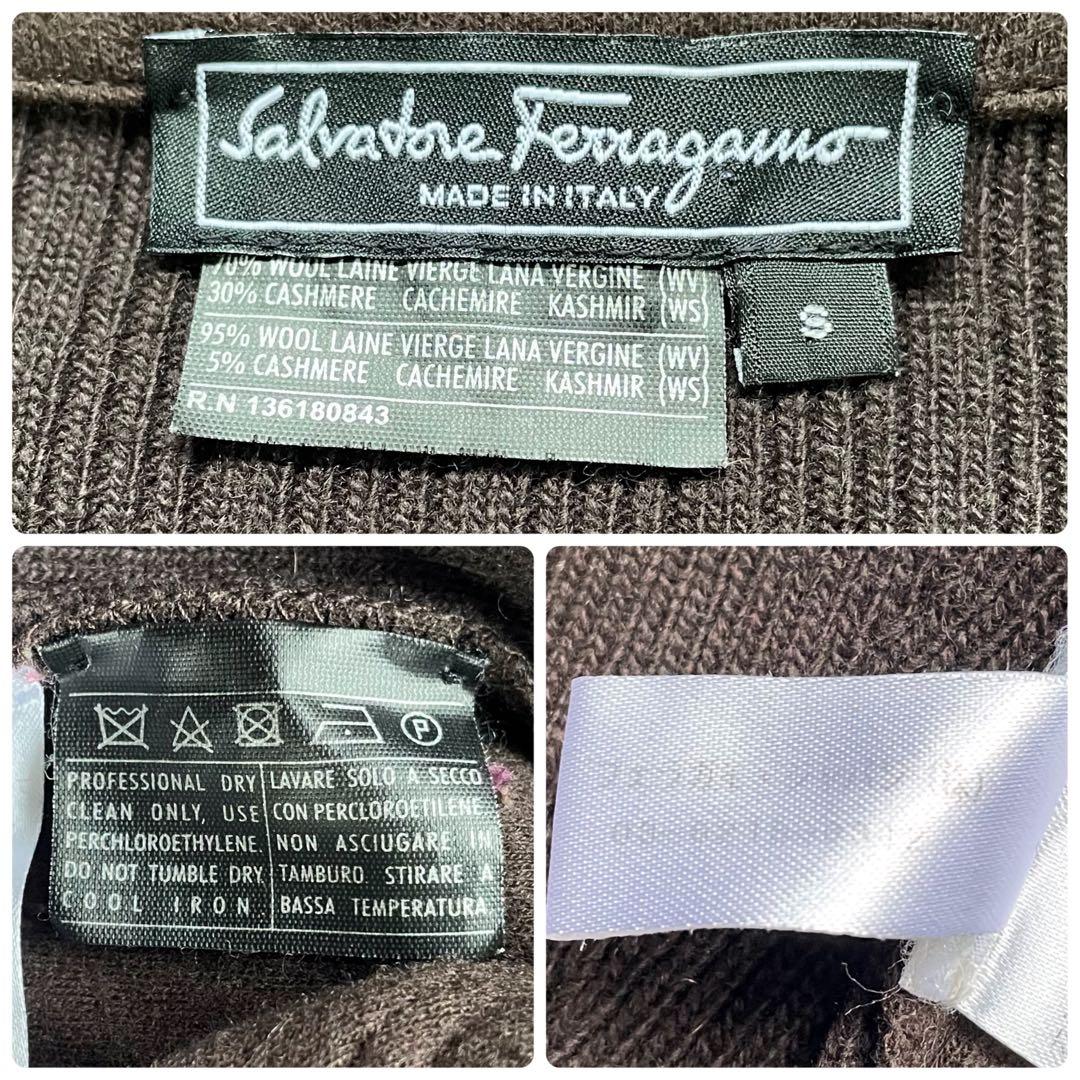 Salvatore Ferragamo
MADE IN ITALY
70% WOOL LAINE VIERGE LANA VERGINE (WV)
30% CASHMERE CACHEMIRE KASHMIR (WS)
95% WOOL LAINE VIERGE LANA VERGINE (WV)
5% CASHMERE CACHEMIRE KASHMIR (WS)
R.N 136180843
S
P
PROFESSIONAL DRY
CLEAN ONLY, USE
PERCHLOROETHYLENE.
DO NOT TUMBLE DRY
COOL IRON
LAVARE SOLO A SECCO
CON PERCLOROETILENE
NON ASCIUGARE IN
TAMBURO. STIRARE A
BASSA TEMPERATURA